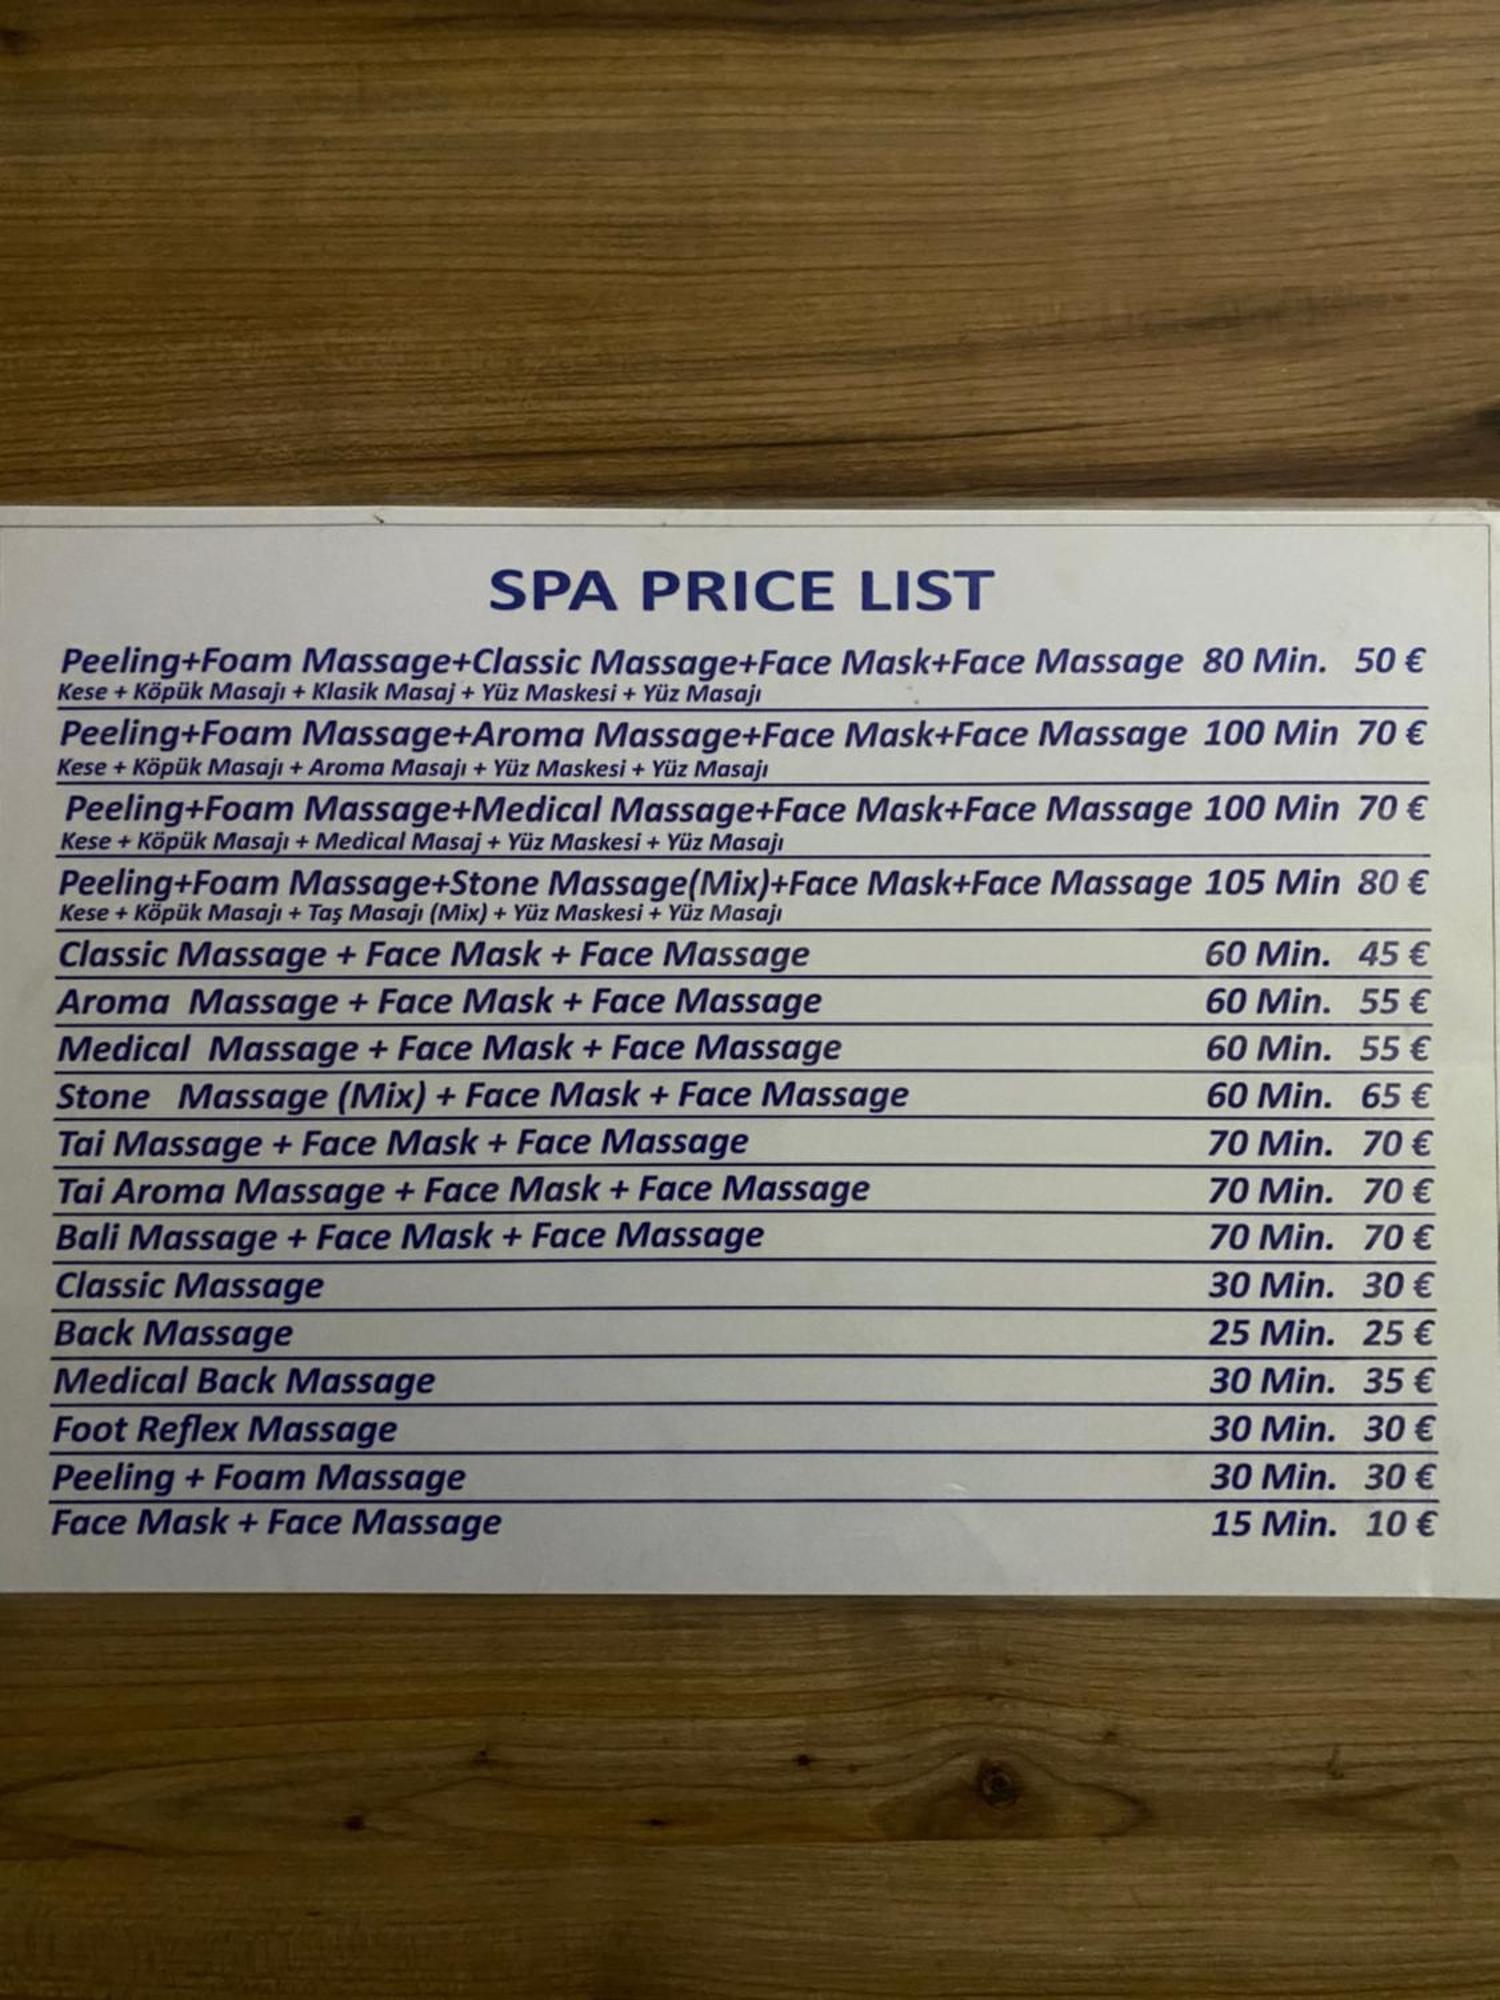 SPA PRICE LIST
Peeling+Foam Massage+Classic Massage+Face Mask+Face Massage 80 Min. 50 €
Kese + Köpük Masajı + Klasik Masaj + Yüz Maskesi + Yüz Masajı
Peeling+Foam Massage+Aroma Massage+Face Mask+Face Massage 100 Min 70 €
Kese + Köpük Masajı + Aroma Masajı + Yüz Maskesi + Yüz Masajı
Peeling+Foam Massage+Medical Massage+Face Mask+Face Massage 100 Min 70 €
Kese + Köpük Masajı + Medical Masaj + Yüz Maskesi + Yüz Masajı
Peeling+Foam Massage+Stone Massage(Mix)+Face Mask+Face Massage 105 Min 80 €
Kese + Köpük Masajı + Taş Masajı (Mix) + Yüz Maskesi + Yüz Masajı
Classic Massage + Face Mask + Face Massage 60 Min. 45 €
Aroma Massage + Face Mask + Face Massage 60 Min. 55 €
Medical Massage + Face Mask + Face Massage 60 Min. 55 €
Stone Massage (Mix) + Face Mask + Face Massage 60 Min. 65 €
Tai Massage + Face Mask + Face Massage 70 Min. 70 €
Tai Aroma Massage + Face Mask + Face Massage 70 Min. 70 €
Bali Massage + Face Mask + Face Massage 70 Min. 70 €
Classic Massage 30 Min. 30 €
Back Massage 25 Min. 25 €
Medical Back Massage 30 Min. 35 €
Foot Reflex Massage 30 Min. 30 €
Peeling + Foam Massage 30 Min. 30 €
Face Mask + Face Massage 15 Min. 10 €